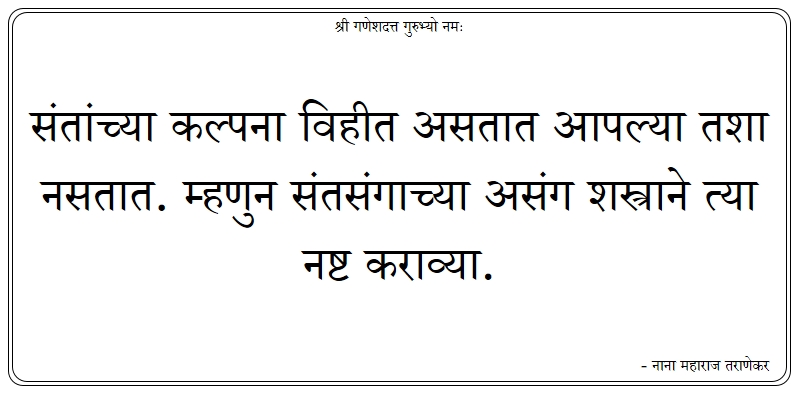 श्री गणेशदत्त गुरुभ्यो नमः
संतांच्या कल्पना विहीत असतात आपल्या तशा
नसतात. म्हणुन संतसंगाच्या असंग शस्त्राने त्या
नष्ट कराव्या.
- नाना महाराज तराणेकर